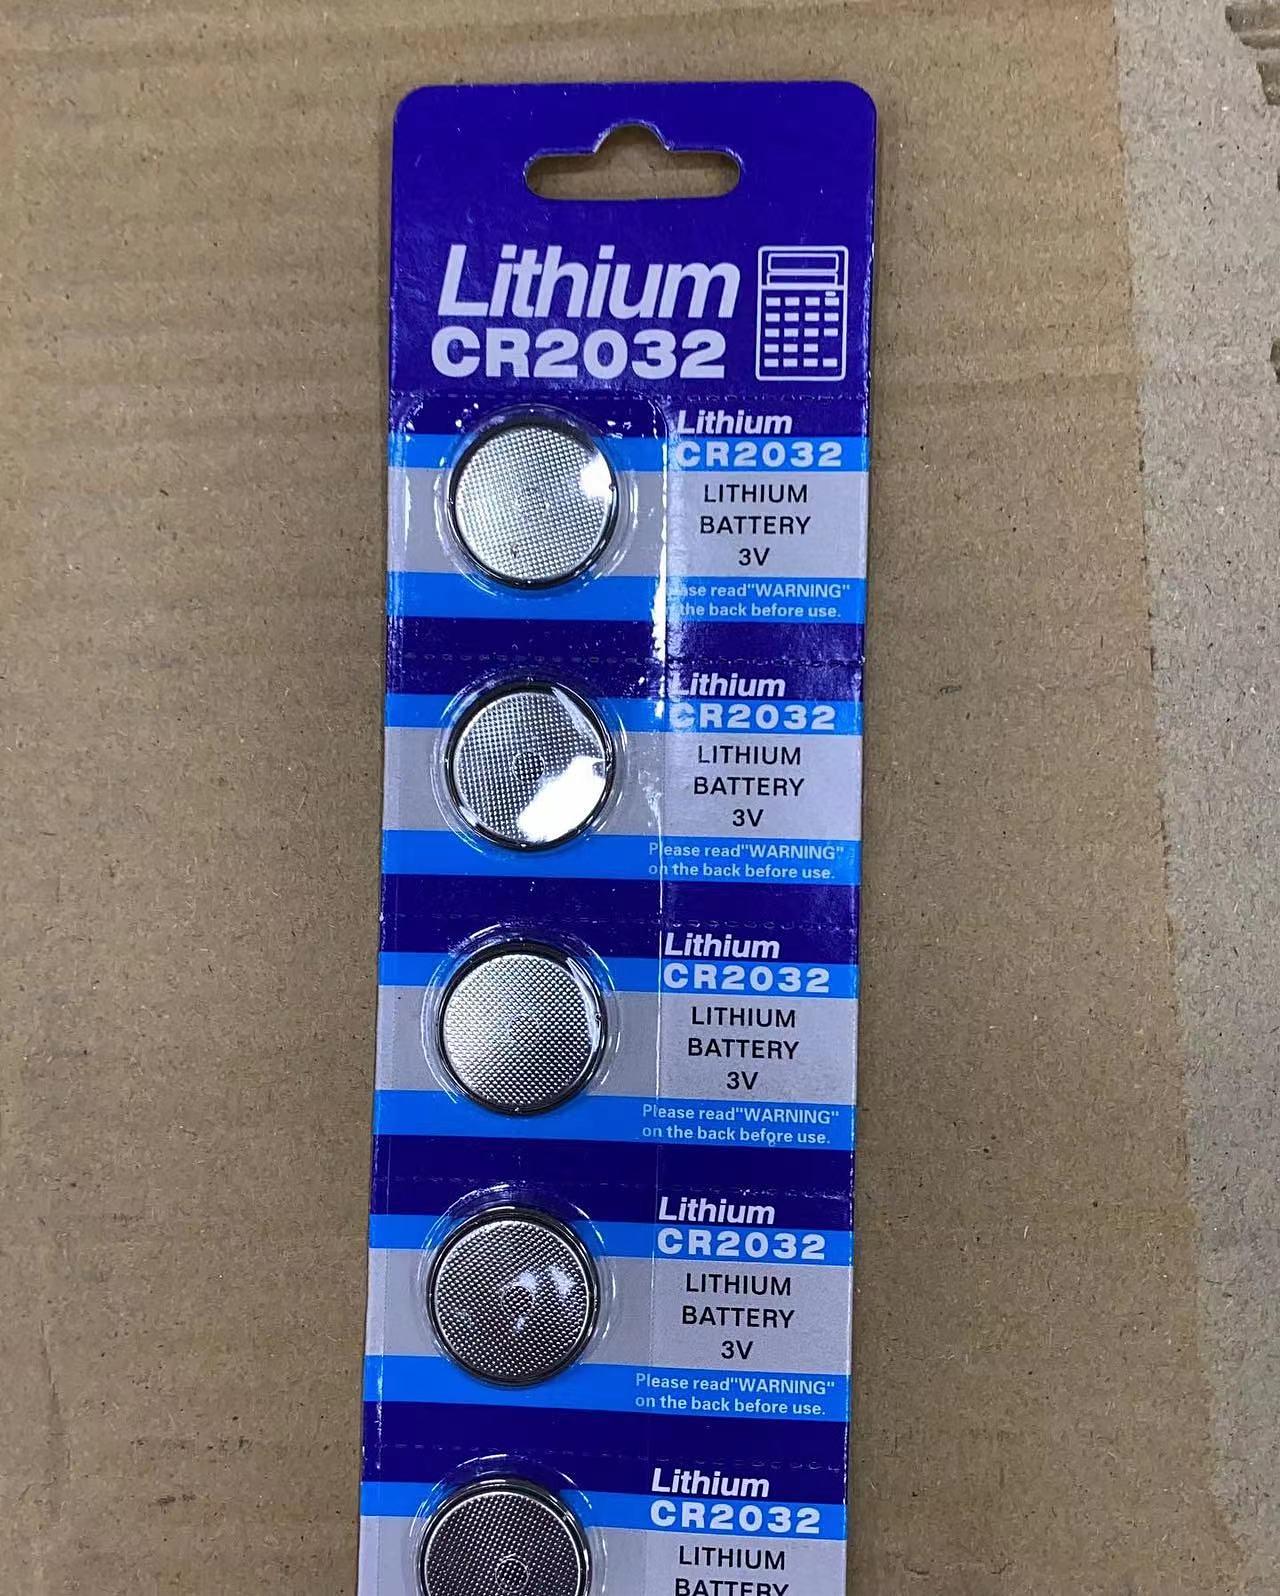 Lithium
CR2032
Lithium
CR2032
LITHIUM
BATTERY
3V
read"WARNING"
the back before use.
Lithium
CR2032
LITHIUM
BATTERY
3V
Please read"WARNING"
on the back before use.
Lithium
CR2032
LITHIUM
BATTERY
3V
Please read"WARNING"
on the back before use.
Lithium
CR2032
LITHIUM
BATTERY
3V
Please read"WARNING"
on the back before use.
Lithium
CR2032
LITHIUM
BATTERY